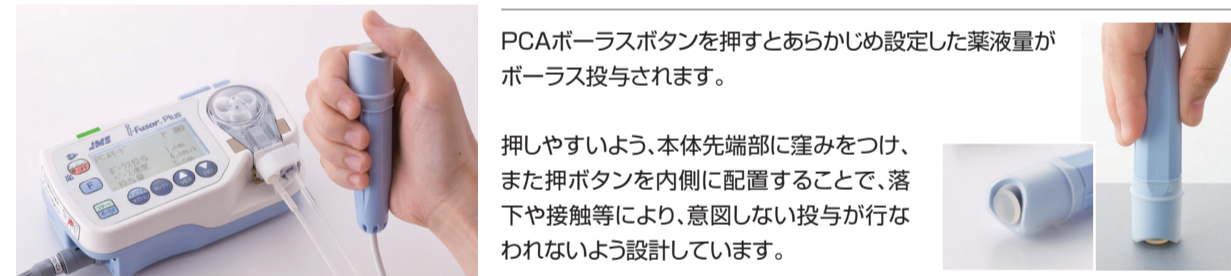 JMS
i-Fusor Plus
PCAボーラスボタンを押すとあらかじめ設定した薬液量が
ボーラス投与されます。
押しやすいよう、本体先端部に窪みをつけ、
また押ボタンを内側に配置することで、落
下や接触等により、意図しない投与が行な
われないよう設計しています。